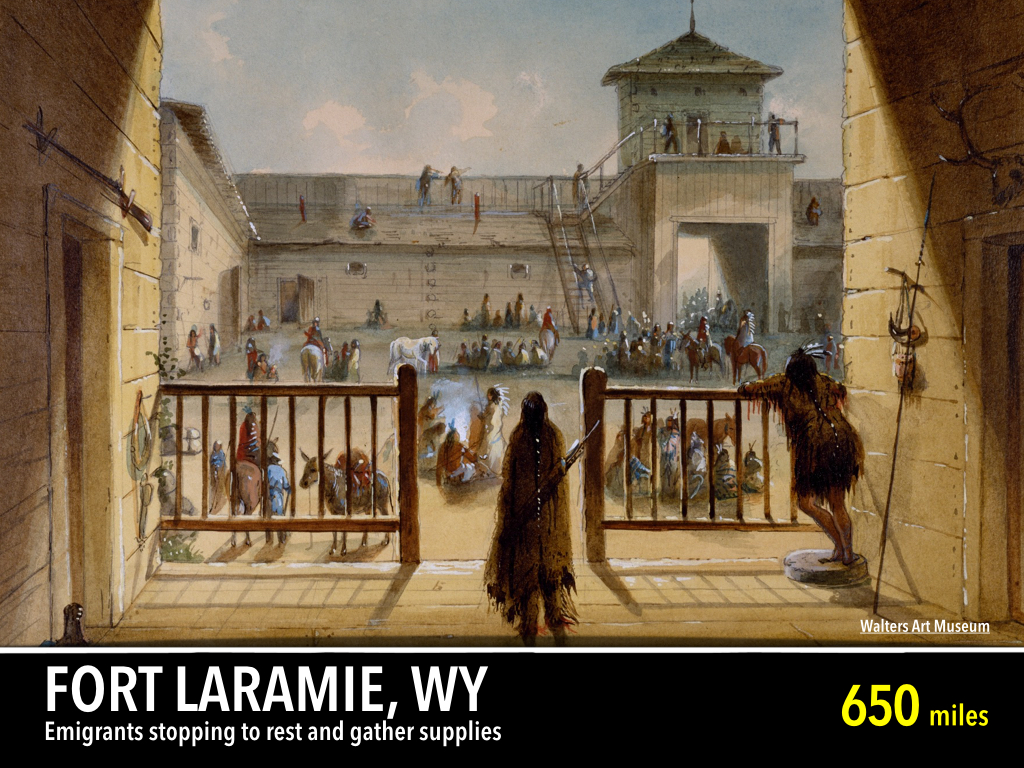 Walters Art Museum
FORT LARAMIE, WY
Emigrants stopping to rest and gather supplies
650 miles